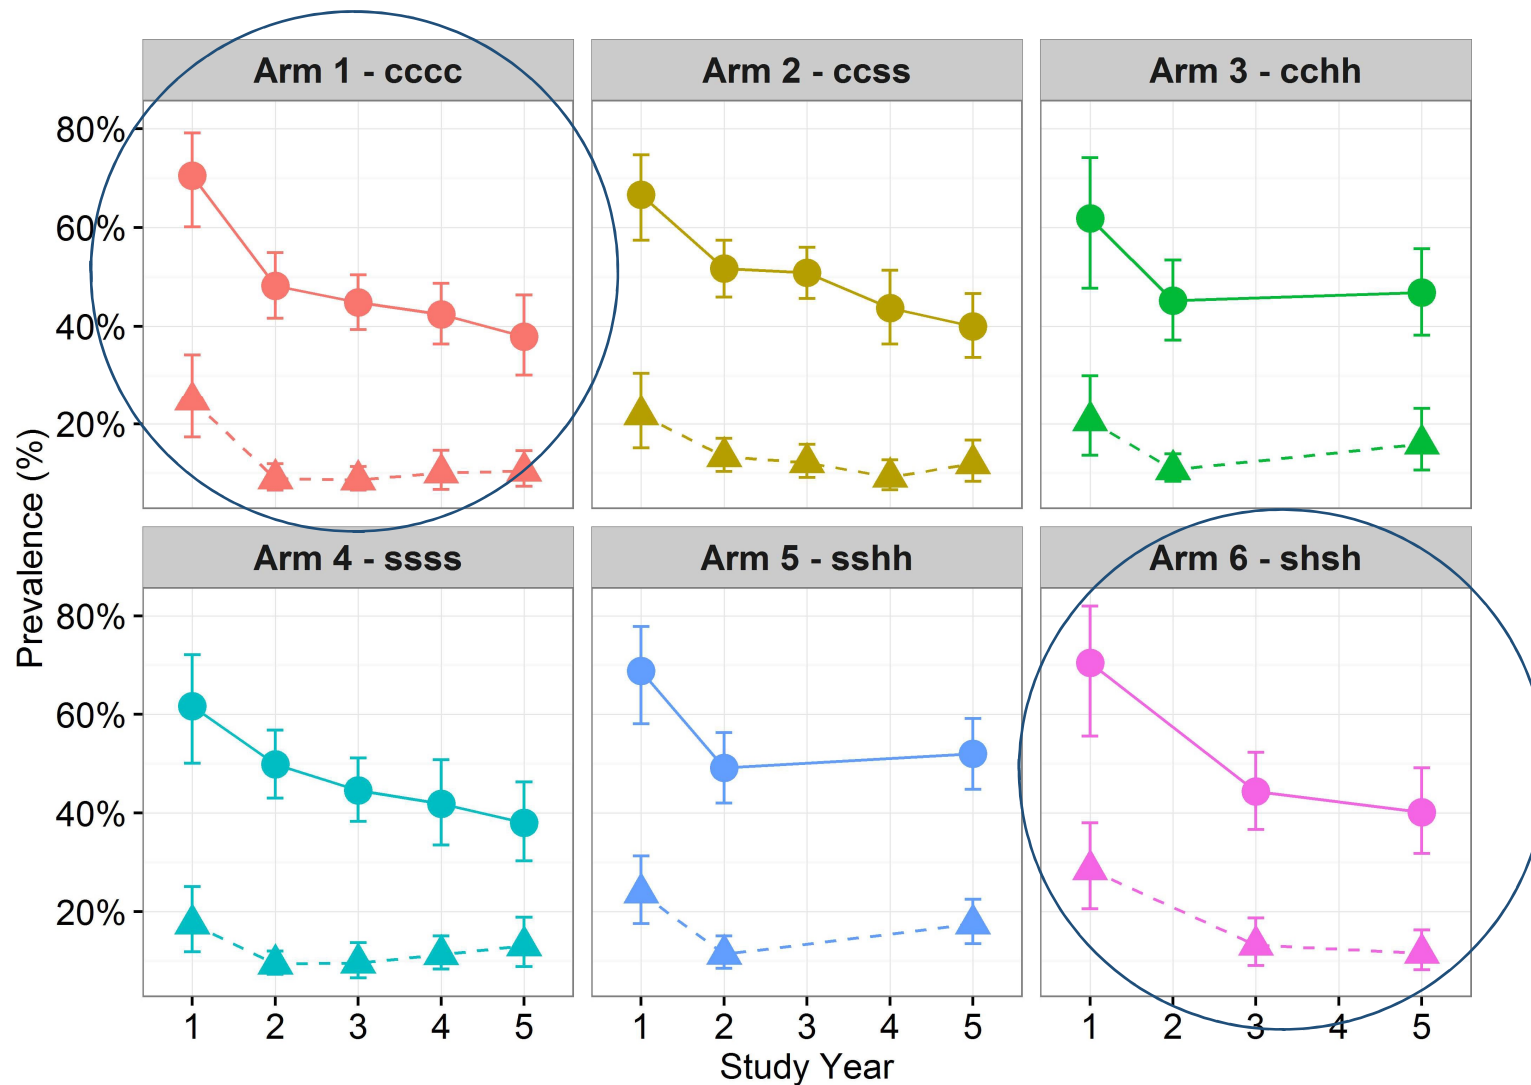 Arm 1 - cccc
Arm 2 - ccss
Arm 3 - cchh
80%
60%
40%
20%
Prevalence (%)
Arm 4 - ssss
Arm 5 - sshh
Arm 6 - shsh
80%
60%
40%
20%
1 2 3 4 5
1 2 3 4 5
1 2 3 4 5
Study Year